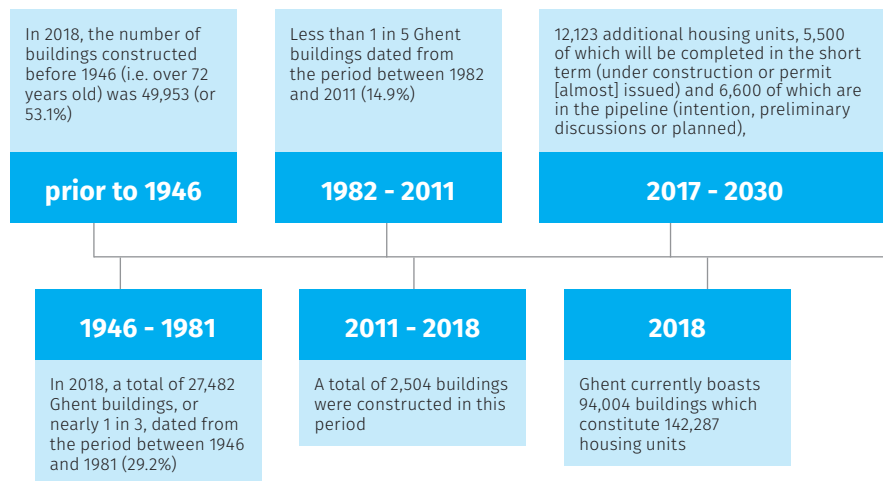 In 2018, the number of
buildings constructed
before 1946 (i.e. over 72
years old) was 49,953 (or
53.1%)
prior to 1946
Less than 1 in 5 Ghent
buildings dated from
the period between 1982
and 2011 (14.9%)
1982 - 2011
12,123 additional housing units, 5,500
of which will be completed in the short
term (under construction or permit
[almost] issued) and 6,600 of which are
in the pipeline (intention, preliminary
discussions or planned),
2017 - 2030
1946 - 1981
In 2018, a total of 27,482
Ghent buildings, or
nearly 1 in 3, dated from
the period between 1946
and 1981 (29.2%)
2011 - 2018
A total of 2,504 buildings
were constructed in this
period
2018
Ghent currently boasts
94,004 buildings which
constitute 142,287
housing units